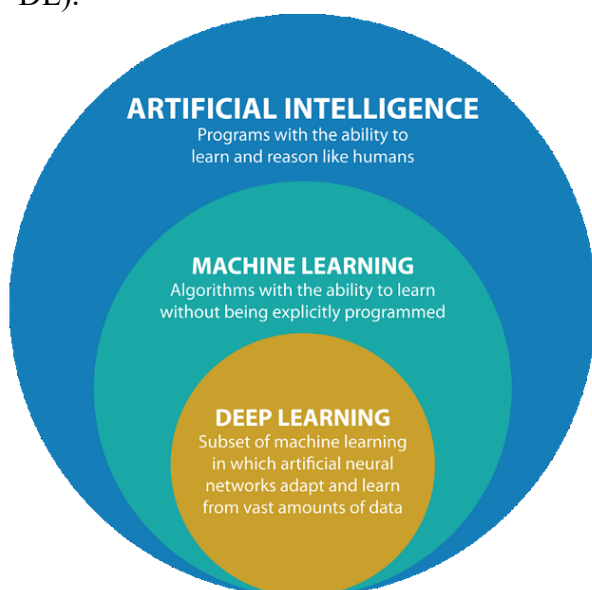 DL).
ARTIFICIAL INTELLIGENCE
Programs with the ability to
learn and reason like humans
MACHINE LEARNING
Algorithms with the ability to learn
without being explicitly programmed
DEEP LEARNING
Subset of machine learning
in which artificial neural
networks adapt and learn
from vast amounts of data